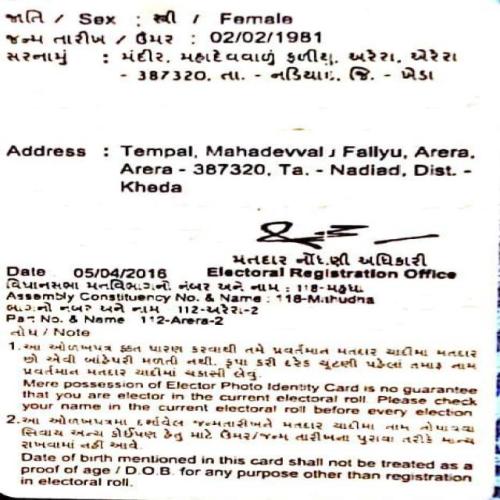 જાતિ / Sex : સ્ત્રી / Female
જન્મ તારીખ / ઉંમર : 02/02/1981
સરનામું : મંદીર, મહાદેવવાળું ફળીયુ, અરેરા, એરેરા
- 387320, તા. - નડિયાદ, જિ. - ખેડા
Address : Tempal, Mahadevval u Faliyu, Arera,
Arera - 387320, Ta. - Nadiad, Dist. -
Kheda
મતદાર નોંધણી અધિકારી
Date 05/04/2016 Electoral Registration Office
વિધાનસભા મતવિભાગનો નંબર અને નામ : 118-મહુધા
Assembly Constituency No. & Name : 118-Mahudha
ભાગનો નંબર અને નામ 112-અરેરા-2
Part No. & Name 112-Arera-2
નોંધ / Note
1. આ ઓળખપત્ર ફક્ત ધારણ કરવાથી તમે પ્રવર્તમાન મતદાર યાદીમાં મતદાર
છો એવી બાંહેધરી મળતી નથી. કૃપા કરી દરેક ચૂંટણી પહેલાં તમારૂ નામ
પ્રવર્તમાન મતદાર યાદીમાં ચકાસી લેવુ.
Mere possession of Elector Photo Identity Card is no guarantee
that you are elector in the current electoral roll. Please check
your name in the current electoral roll before every election
2. આ ઓળખપત્રમાં દર્શાવેલ જન્મતારીખને મતદાર યાદીમાં નામ નોંધાવવા
સિવાય અન્ય કોઈપણ હેતુ માટે ઉંમર/જન્મ તારીખના પુરાવા તરીકે માન્ય
રાખવામાં નહીં આવે.
Date of birth mentioned in this card shall not be treated as a
proof of age / D.O.B. for any purpose other than registration
in electoral roll.